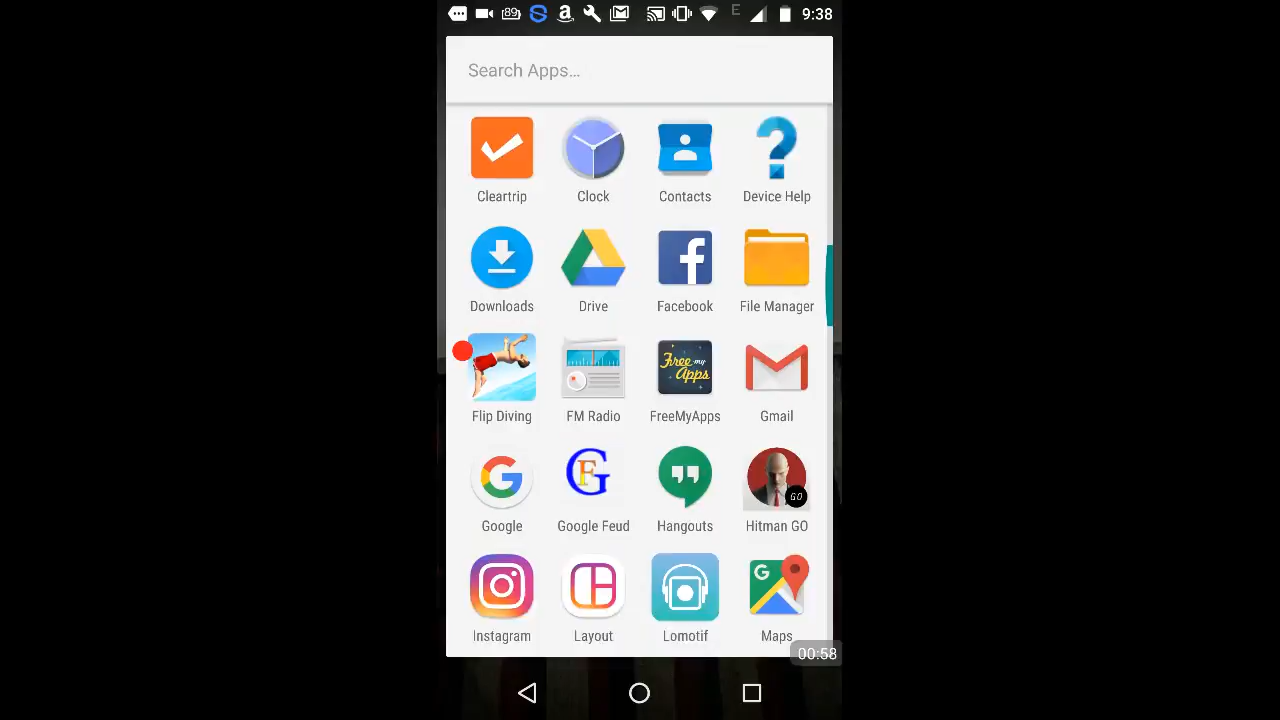 89 E 9:38
Search Apps...
Cleartrip Clock Contacts Device Help
Downloads Drive Facebook File Manager
Free my Apps
Flip Diving FM Radio FreeMyApps Gmail
GO
Google Google Feud Hangouts Hitman GO
Instagram Layout Lomotif Maps
00:58